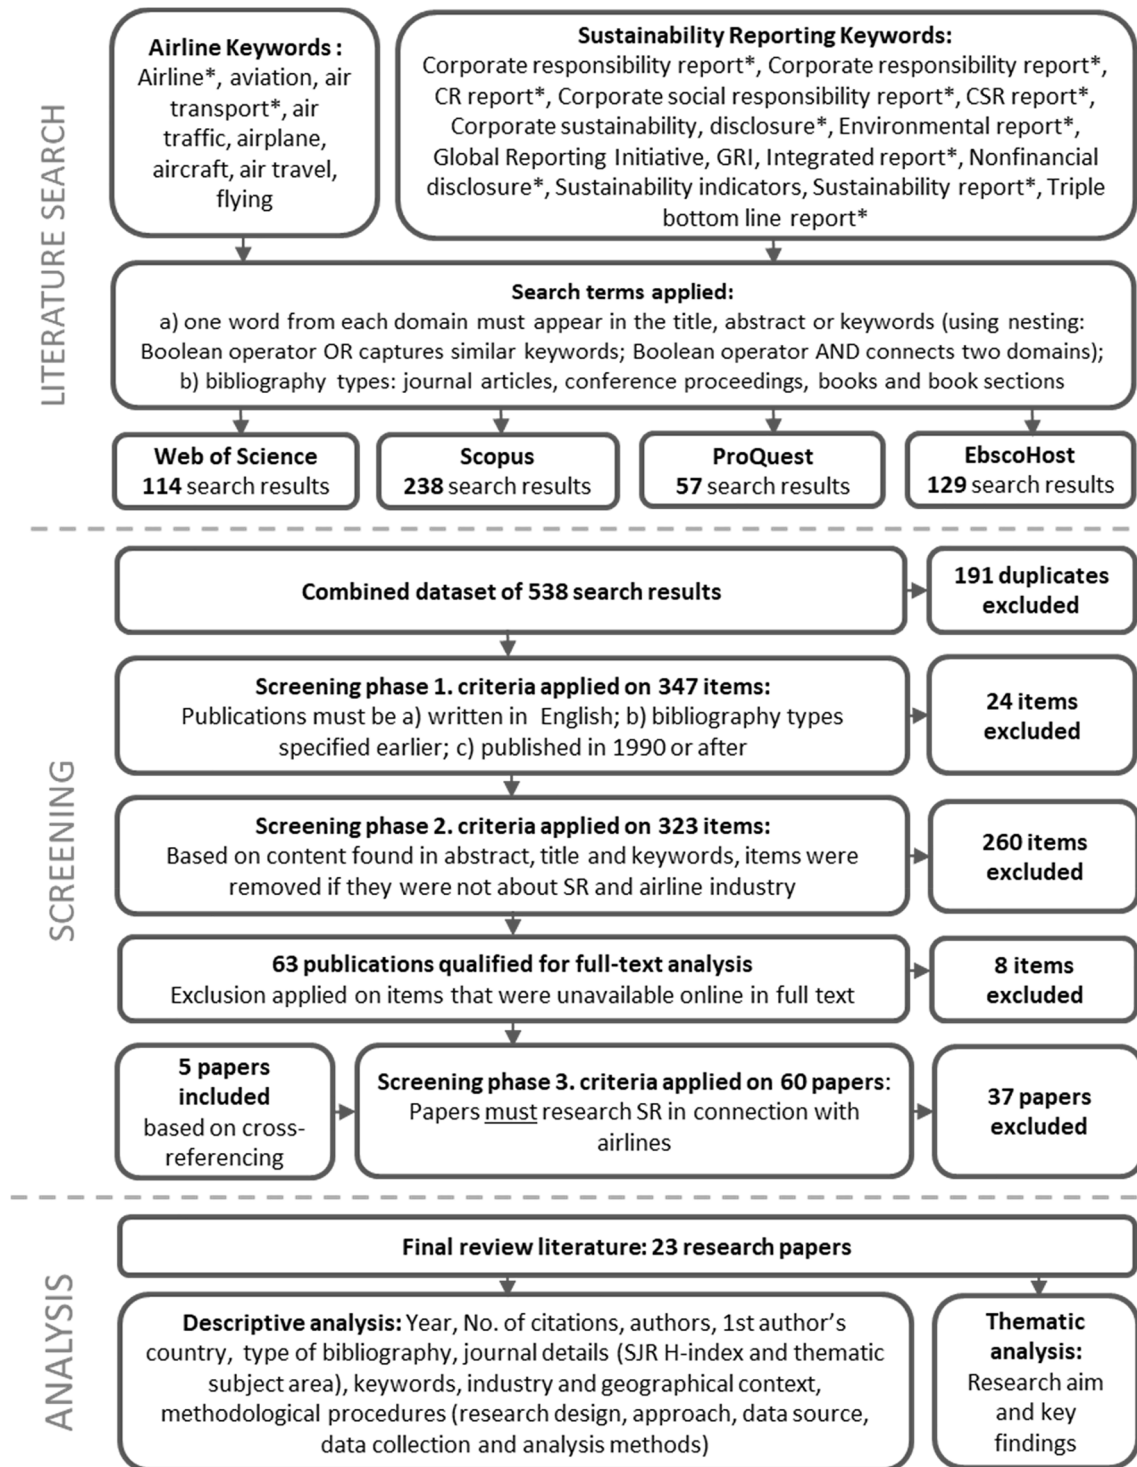 LITERATURE SEARCH
Airline Keywords :
Airline*, aviation, air
transport*, air
traffic, airplane,
aircraft, air travel,
flying
Sustainability Reporting Keywords:
Corporate responsibility report*, Corporate responsibility report*,
CR report*, Corporate social responsibility report*, CSR report*,
Corporate sustainability, disclosure*, Environmental report*,
Global Reporting Initiative, GRI, Integrated report*, Nonfinancial
disclosure*, Sustainability indicators, Sustainability report*, Triple
bottom line report*
Search terms applied:
a) one word from each domain must appear in the title, abstract or keywords (using nesting:
Boolean operator OR captures similar keywords; Boolean operator AND connects two domains);
b) bibliography types: journal articles, conference proceedings, books and book sections
Web of Science
114 search results
Scopus
238 search results
ProQuest
57 search results
EbscoHost
129 search results
SCREENING
Combined dataset of 538 search results
191 duplicates
excluded
Screening phase 1. criteria applied on 347 items:
Publications must be a) written in English; b) bibliography types
specified earlier; c) published in 1990 or after
24 items
excluded
Screening phase 2. criteria applied on 323 items:
Based on content found in abstract, title and keywords, items were
removed if they were not about SR and airline industry
260 items
excluded
63 publications qualified for full-text analysis
Exclusion applied on items that were unavailable online in full text
8 items
excluded
5 papers
included
based on cross-
referencing
Screening phase 3. criteria applied on 60 papers:
Papers must research SR in connection with
airlines
37 papers
excluded
ANALYSIS
Final review literature: 23 research papers
Descriptive analysis: Year, No. of citations, authors, 1st author's
country, type of bibliography, journal details (SJR H-index and thematic
subject area), keywords, industry and geographical context,
methodological procedures (research design, approach, data source,
data collection and analysis methods)
Thematic
analysis:
Research aim
and key
findings